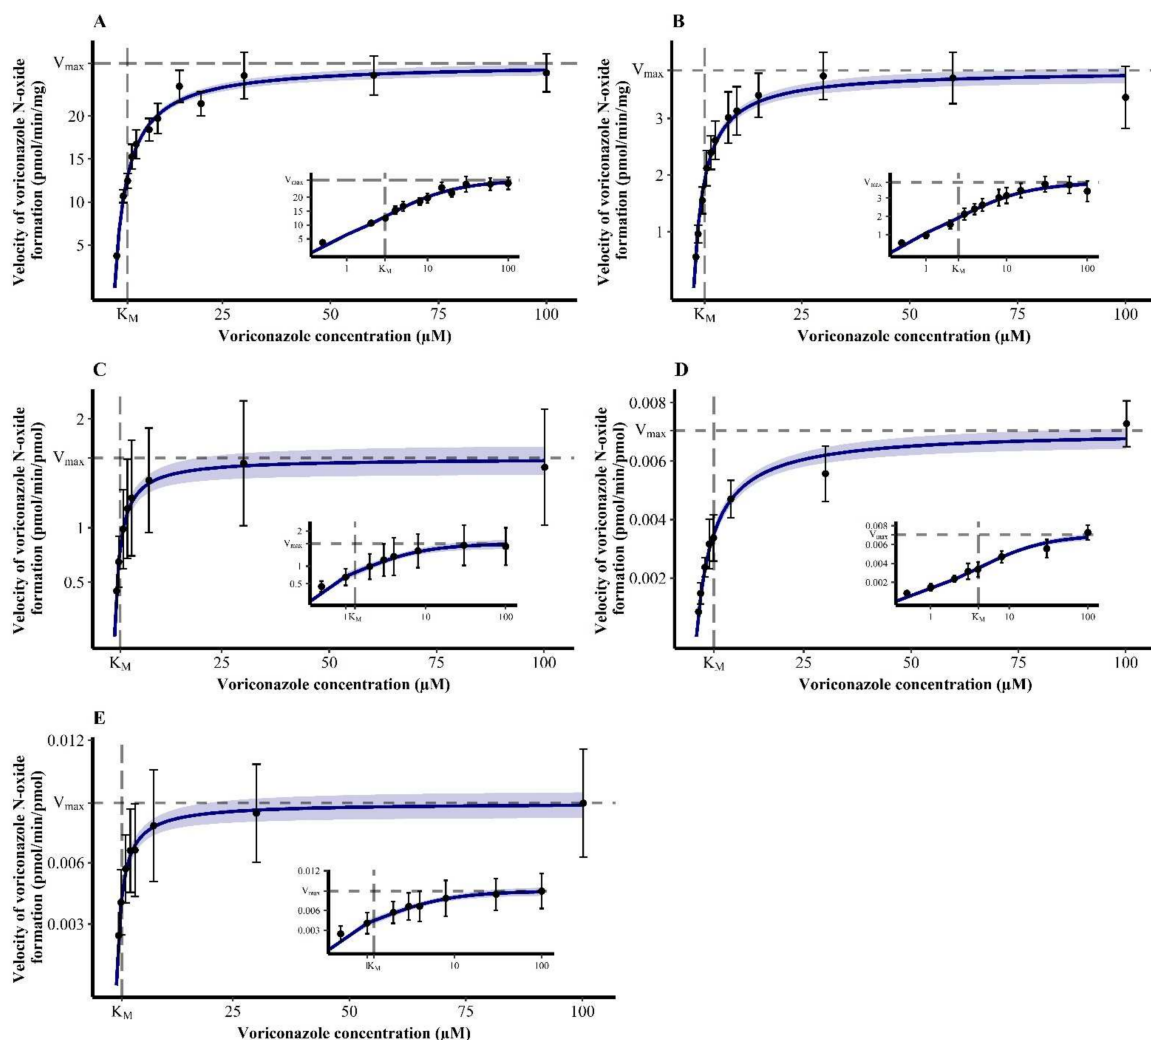 A
Velocity of voriconazole N-oxide
formation (pmol/min/mg)
Vmax
20
15
10
5
KM
25
50
75
100
Voriconazole concentration (µM)
Vmax
20
15
10
5
1
KM
10
100
B
Velocity of voriconazole N-oxide
formation (pmol/min/mg)
Vmax
3
2
1
KM
25
50
75
100
Voriconazole concentration (µM)
Vmax
3
2
1
1
KM
10
100
C
Velocity of voriconazole N-oxide
formation (pmol/min/pmol)
2
Vmax
1
0.5
KM
25
50
75
100
Voriconazole concentration (µM)
2
Vmax
1
0.5
1
KM
10
100
D
Velocity of voriconazole N-oxide
formation (pmol/min/pmol)
0.008
Vmax
0.006
0.004
0.002
KM
25
50
75
100
Voriconazole concentration (µM)
0.008
Vmax
0.006
0.004
0.002
1
KM
10
100
E
Velocity of voriconazole N-oxide
formation (pmol/min/pmol)
0.012
Vmax
0.006
0.003
KM
25
50
75
100
Voriconazole concentration (µM)
0.012
Vmax
0.006
0.003
1
KM
10
100